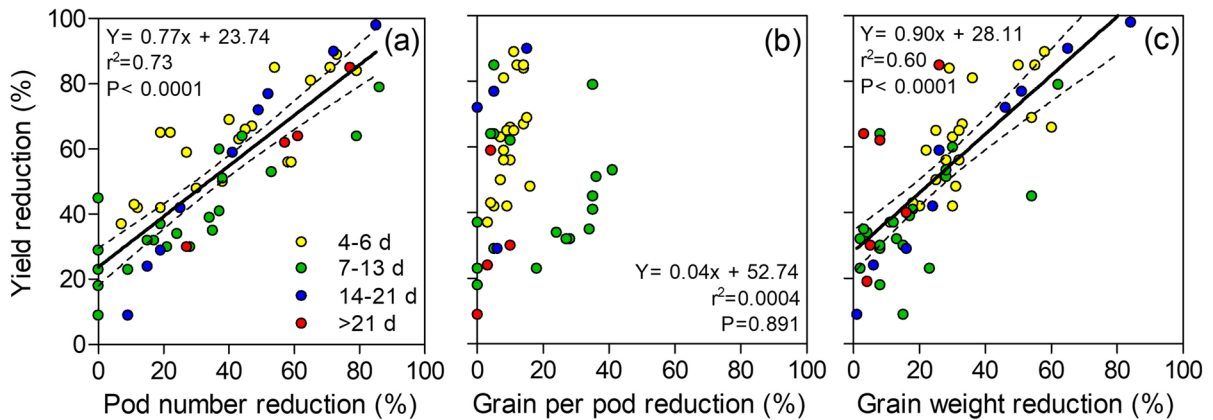 100
80
60
40
20
0
Yield reduction (%)
Y= 0.77x + 23.74
r²=0.73
P< 0.0001
(a)
4-6 d
7-13 d
14-21 d
>21 d
0 20 40 60 80 100
Pod number reduction (%)
(b)
Y= 0.04x + 52.74
r²=0.0004
P=0.891
0 20 40 60 80 100
Grain per pod reduction (%)
Y= 0.90x + 28.11
r²=0.60
P< 0.0001
(c)
0 20 40 60 80 100
Grain weight reduction (%)